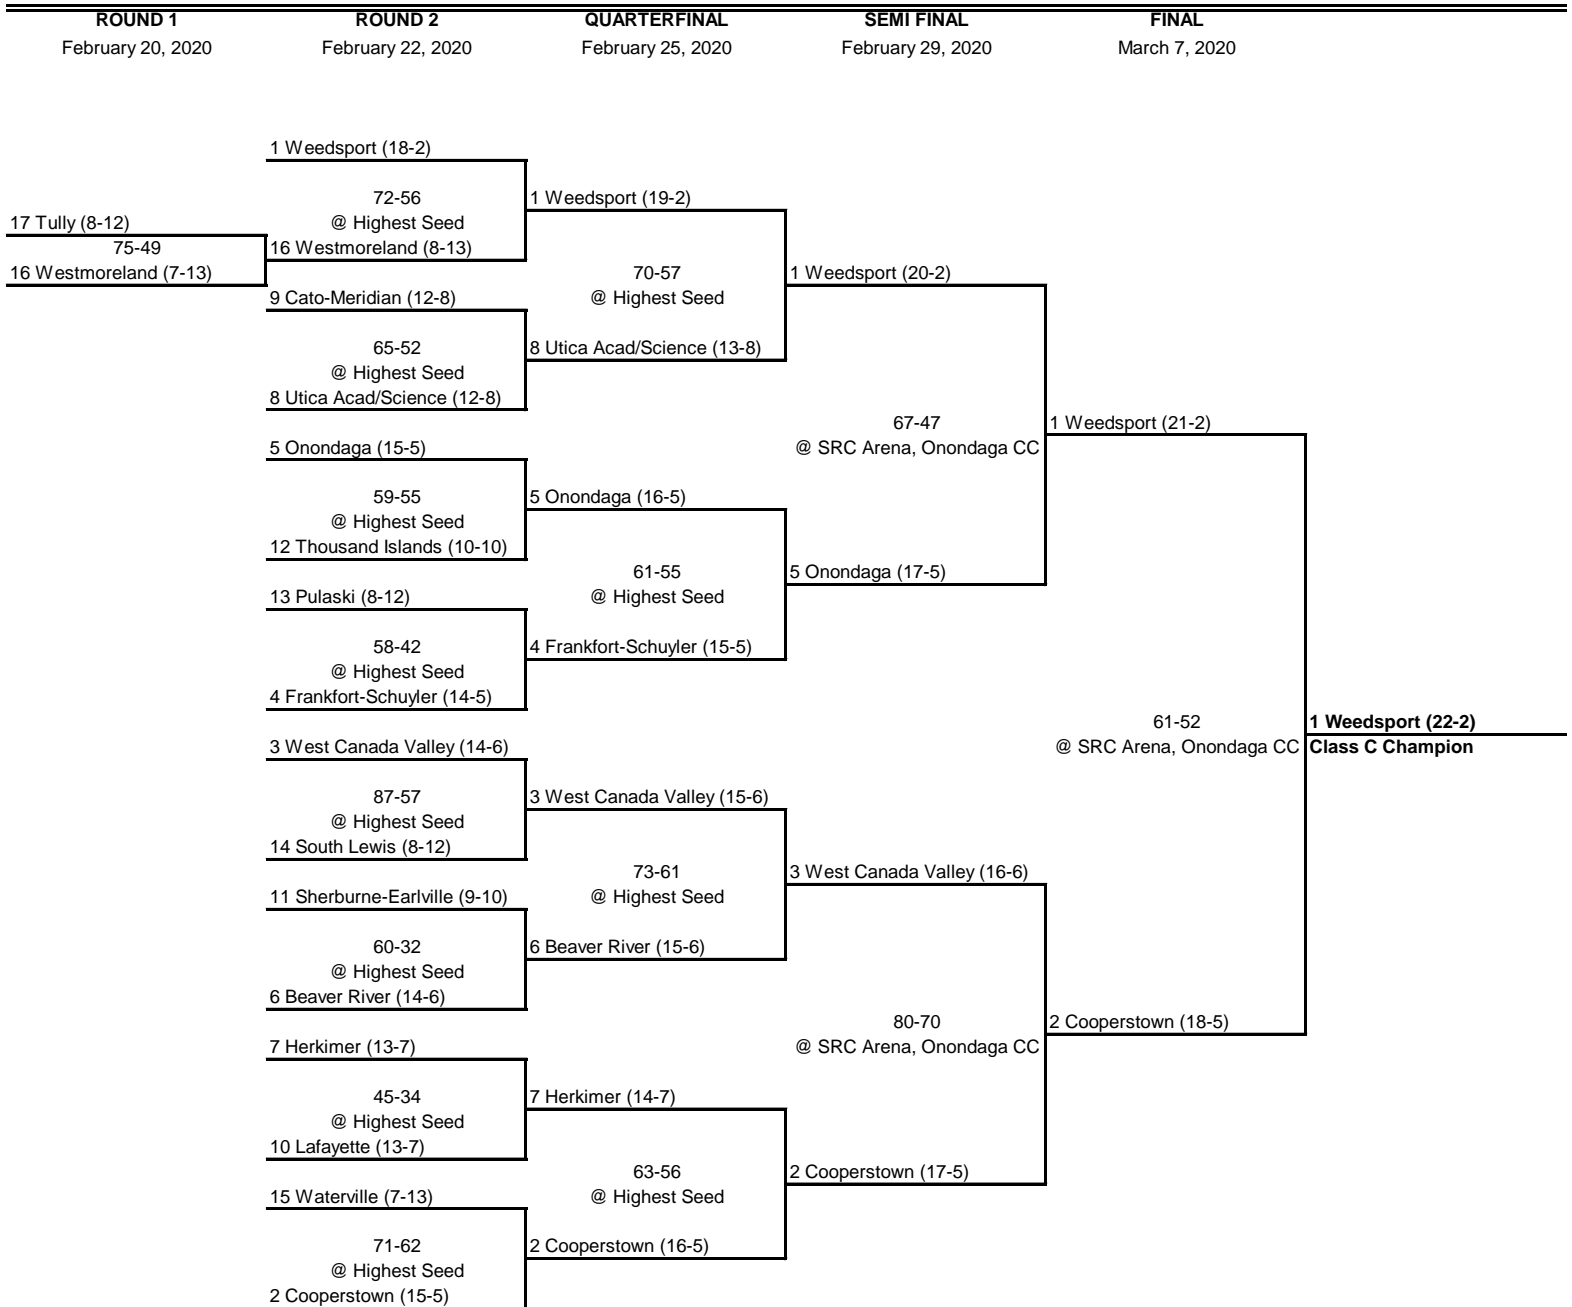 ROUND 1 ROUND 2 QUARTERFINAL SEMI FINAL FINAL
February 20, 2020 February 22, 2020 February 25, 2020 February 29, 2020 March 7, 2020
1 Weedsport (18-2)
72-56 1 Weedsport (19-2)
17 Tully (8-12) @ Highest Seed
75-49 16 Westmoreland (8-13)
16 Westmoreland (7-13) 70-57 1 Weedsport (20-2)
9 Cato-Meridian (12-8) @ Highest Seed
65-52 8 Utica Acad/Science (13-8)
@ Highest Seed
8 Utica Acad/Science (12-8)
67-47 1 Weedsport (21-2)
5 Onondaga (15-5) @ SRC Arena, Onondaga CC
59-55 5 Onondaga (16-5)
@ Highest Seed
12 Thousand Islands (10-10)
61-55 5 Onondaga (17-5)
13 Pulaski (8-12) @ Highest Seed
58-42 4 Frankfort-Schuyler (15-5)
@ Highest Seed
4 Frankfort-Schuyler (14-5)
61-52 1 Weedsport (22-2)
3 West Canada Valley (14-6) @ SRC Arena, Onondaga CC Class C Champion
87-57 3 West Canada Valley (15-6)
@ Highest Seed
14 South Lewis (8-12)
73-61 3 West Canada Valley (16-6)
11 Sherburne-Earlville (9-10) @ Highest Seed
60-32 6 Beaver River (15-6)
@ Highest Seed
6 Beaver River (14-6)
80-70 2 Cooperstown (18-5)
7 Herkimer (13-7) @ SRC Arena, Onondaga CC
45-34 7 Herkimer (14-7)
@ Highest Seed
10 Lafayette (13-7)
63-56 2 Cooperstown (17-5)
15 Waterville (7-13) @ Highest Seed
71-62 2 Cooperstown (16-5)
@ Highest Seed
2 Cooperstown (15-5)